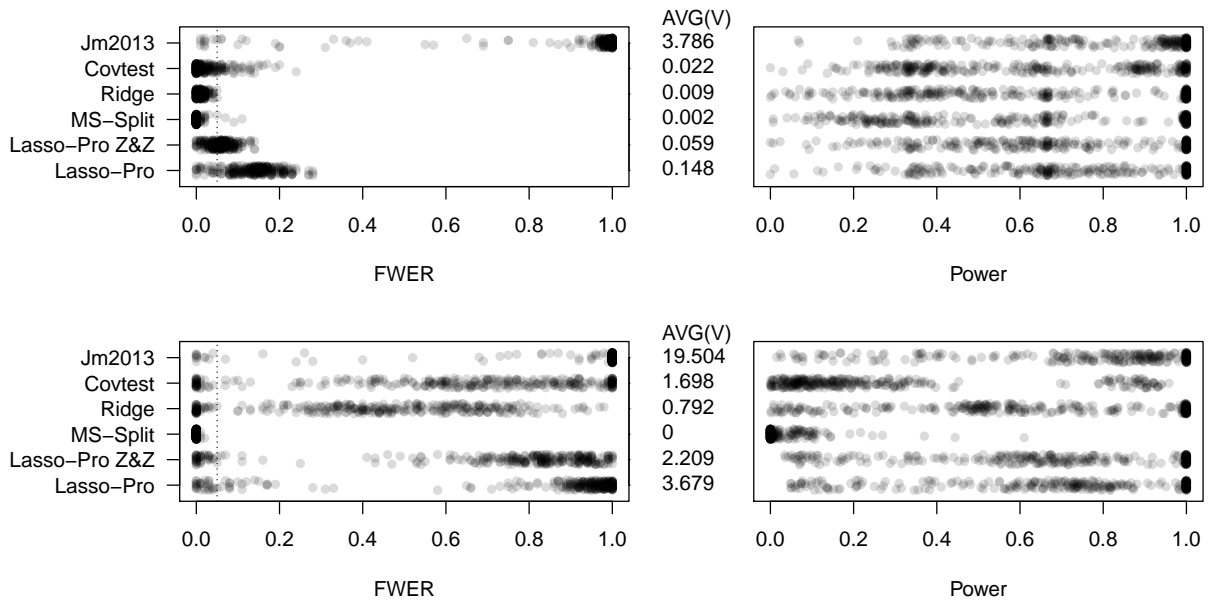 AVG(V)
Jm2013 3.786
Covtest 0.022
Ridge 0.009
MS−Split 0.002
Lasso−Pro Z&Z 0.059
Lasso−Pro 0.148
0.0 0.2 0.4 0.6 0.8 1.0 0.0 0.2 0.4 0.6 0.8 1.0
FWER Power
AVG(V)
Jm2013 19.504
Covtest 1.698
Ridge 0.792
MS−Split 0
Lasso−Pro Z&Z 2.209
Lasso−Pro 3.679
0.0 0.2 0.4 0.6 0.8 1.0 0.0 0.2 0.4 0.6 0.8 1.0
FWER Power